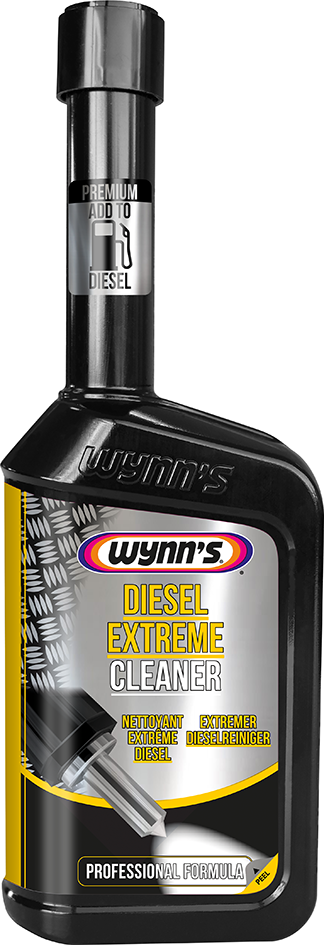 PREMIUM
ADD TO
DIESEL
WYNN'S
WYNN'S
DIESEL
EXTREME
CLEANER
NETTOYANT
EXTRÊME
DIESEL
EXTREMER
DIESELREINIGER
PROFESSIONAL FORMULA
PEEL